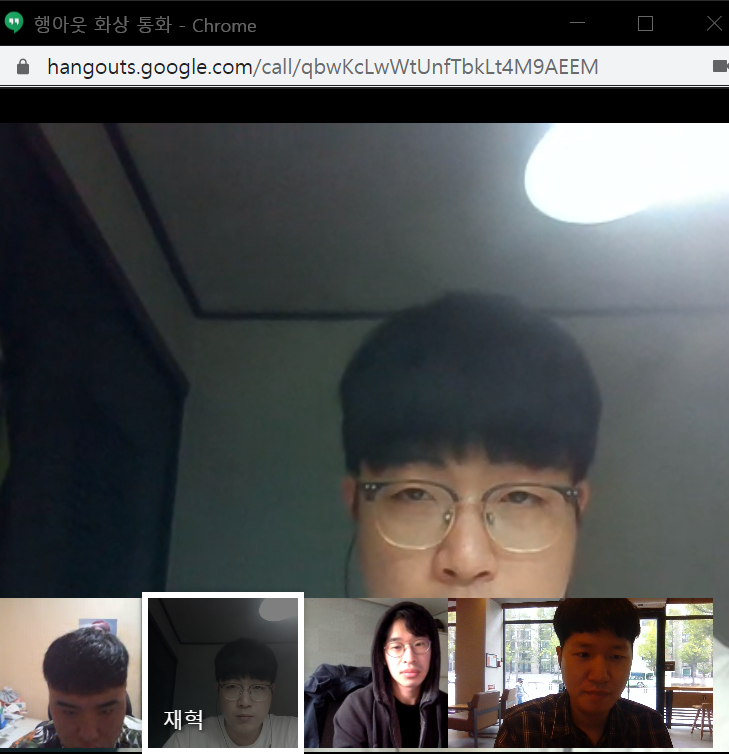 행아웃 화상 통화 - Chrome
hangouts.google.com/call/qbwKcLwWtUnfTbkLt4M9AEEM
재혁